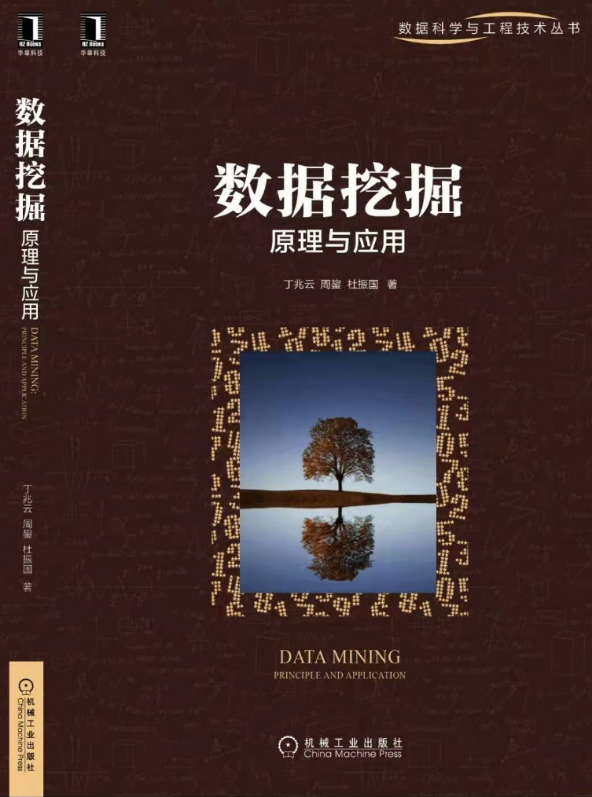 HZ Books
华章科技
HZ Books
华章科技
数据科学与工程技术丛书
数据挖掘
原理与应用
DATA MINING:
PRINCIPLE AND APPLICATION
丁兆云 周鋆 杜振国 著
机械工业出版社
China Machine Press
数据挖掘
原理与应用
丁兆云 周鋆 杜振国 著
DATA MINING
PRINCIPLE AND APPLICATION
机械工业出版社
China Machine Press